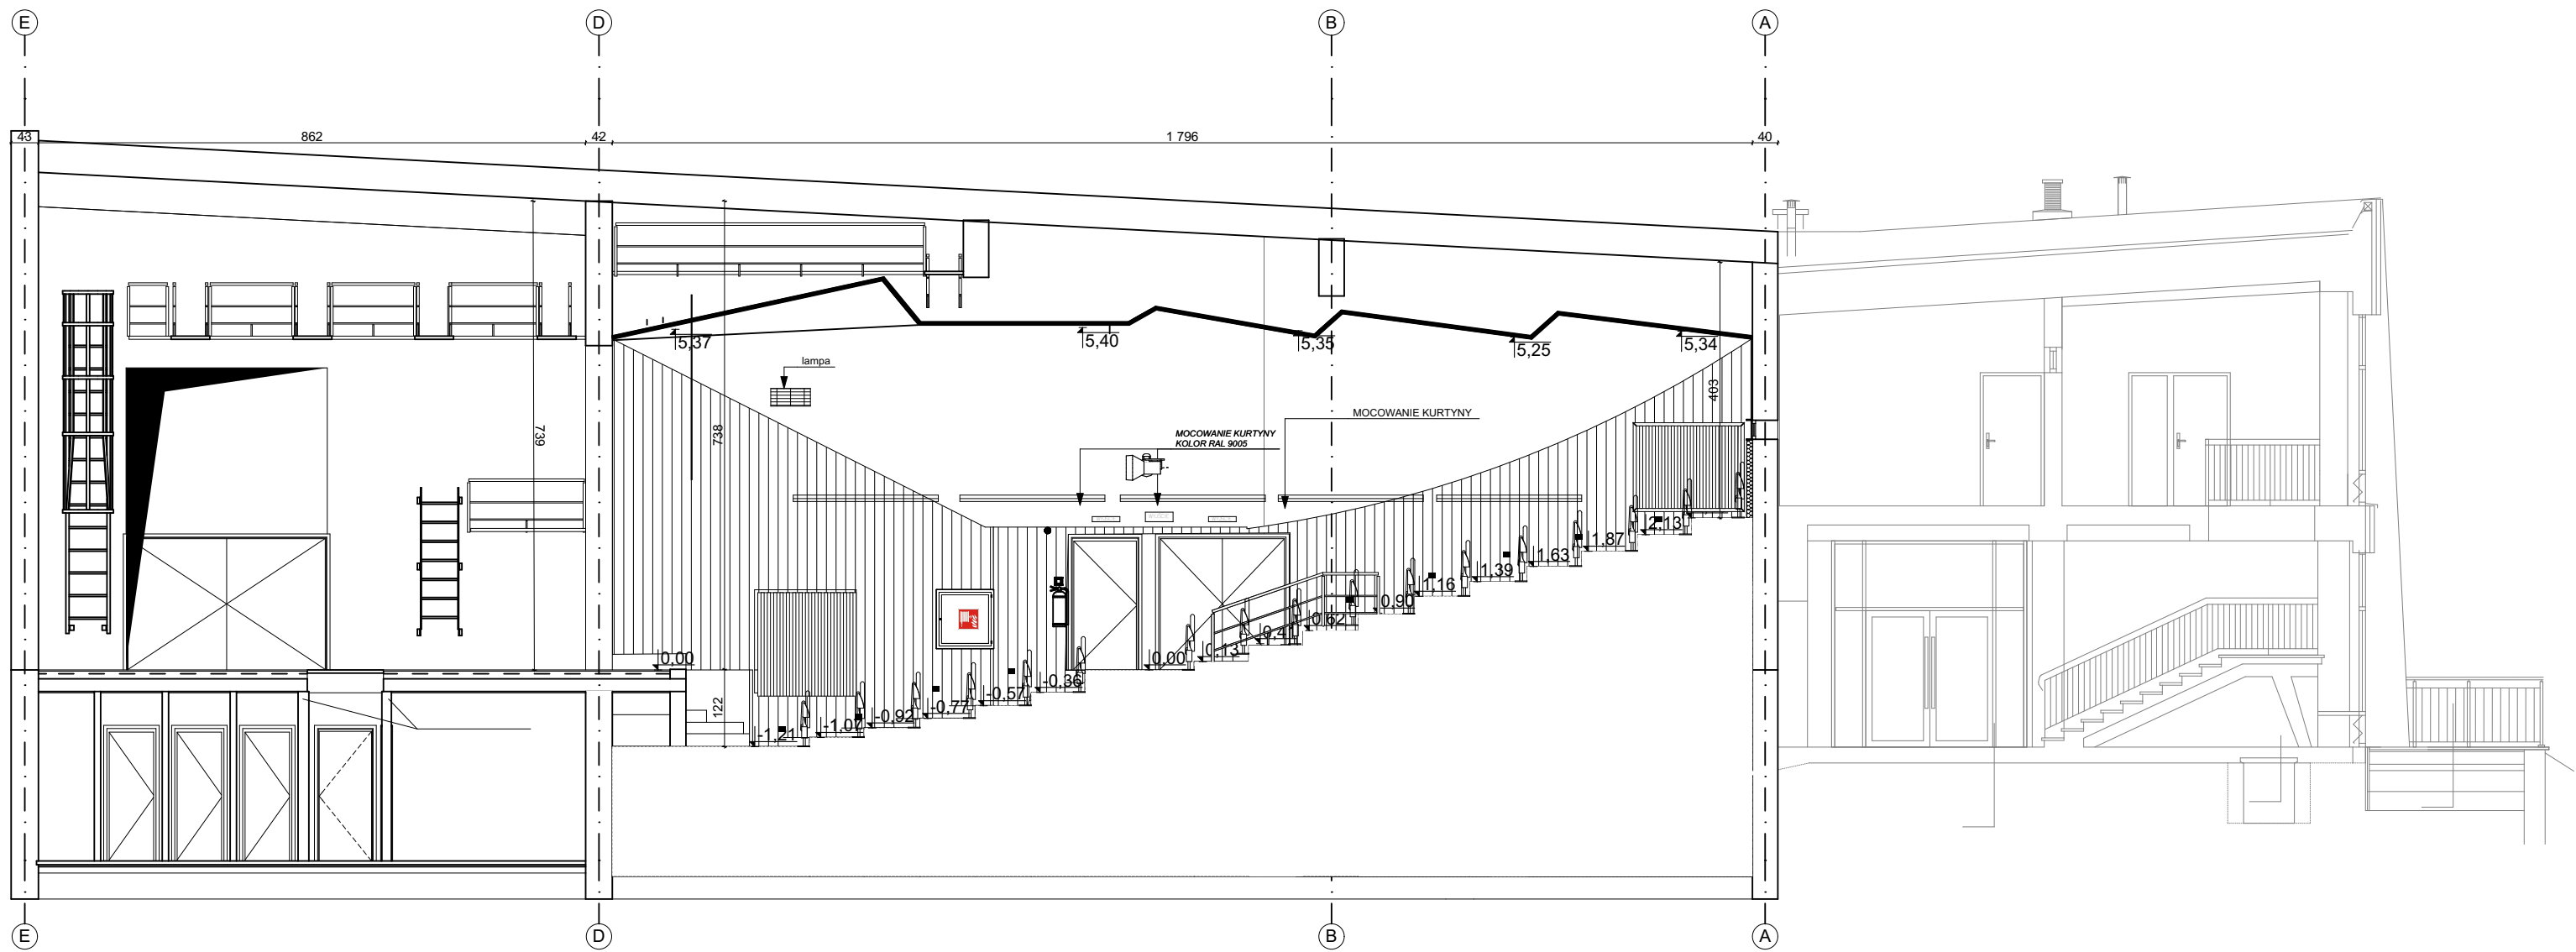 E
D
B
A
43
862
42
1 796
40
5,37
5,40
5,35
5,25
5,34
lampa
403
MOCOWANIE KURTYNY
MOCOWANIE KURTYNY
KOLOR RAL 9005
739
738
2,13
1,87
1,63
1,39
1,16
0,90
0,62
0,41
0,13
0,00
0,00
-0,36
-0,57
-0,77
-0,92
-1,07
-1,21
122
E
D
B
A